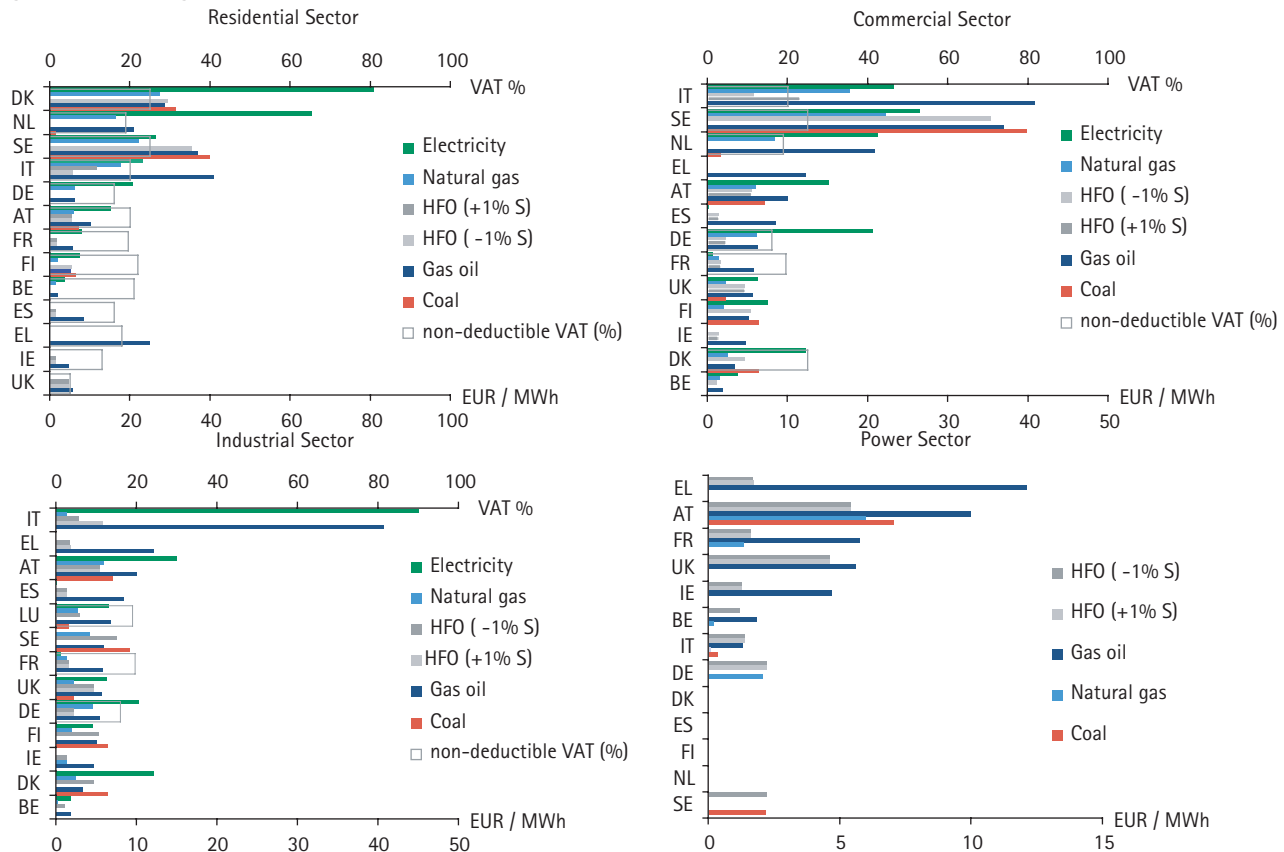 Residential Sector
0 20 40 60 80 100
VAT %
DK
NL
SE
IT
DE
AT
FR
FI
BE
ES
EL
IE
UK
Electricity
Natural gas
HFO (+1% S)
HFO ( -1% S)
Gas oil
Coal
non-deductible VAT (%)
EUR / MWh
0 20 40 60 80 100
Commercial Sector
0 20 40 60 80 100
VAT %
IT
SE
NL
EL
AT
ES
DE
FR
UK
FI
IE
DK
BE
Electricity
Natural gas
HFO ( -1% S)
HFO (+1% S)
Gas oil
Coal
non-deductible VAT (%)
EUR / MWh
0 10 20 30 40 50
Industrial Sector
0 20 40 60 80 100
VAT %
IT
EL
AT
ES
LU
SE
FR
UK
DE
FI
IE
DK
BE
Electricity
Natural gas
HFO ( -1% S)
HFO (+1% S)
Gas oil
Coal
non-deductible VAT (%)
EUR / MWh
0 10 20 30 40 50
Power Sector
EL
AT
FR
UK
IE
BE
IT
DE
DK
ES
FI
NL
SE
HFO ( -1% S)
HFO (+1% S)
Gas oil
Natural gas
Coal
EUR / MWh
0 5 10 15